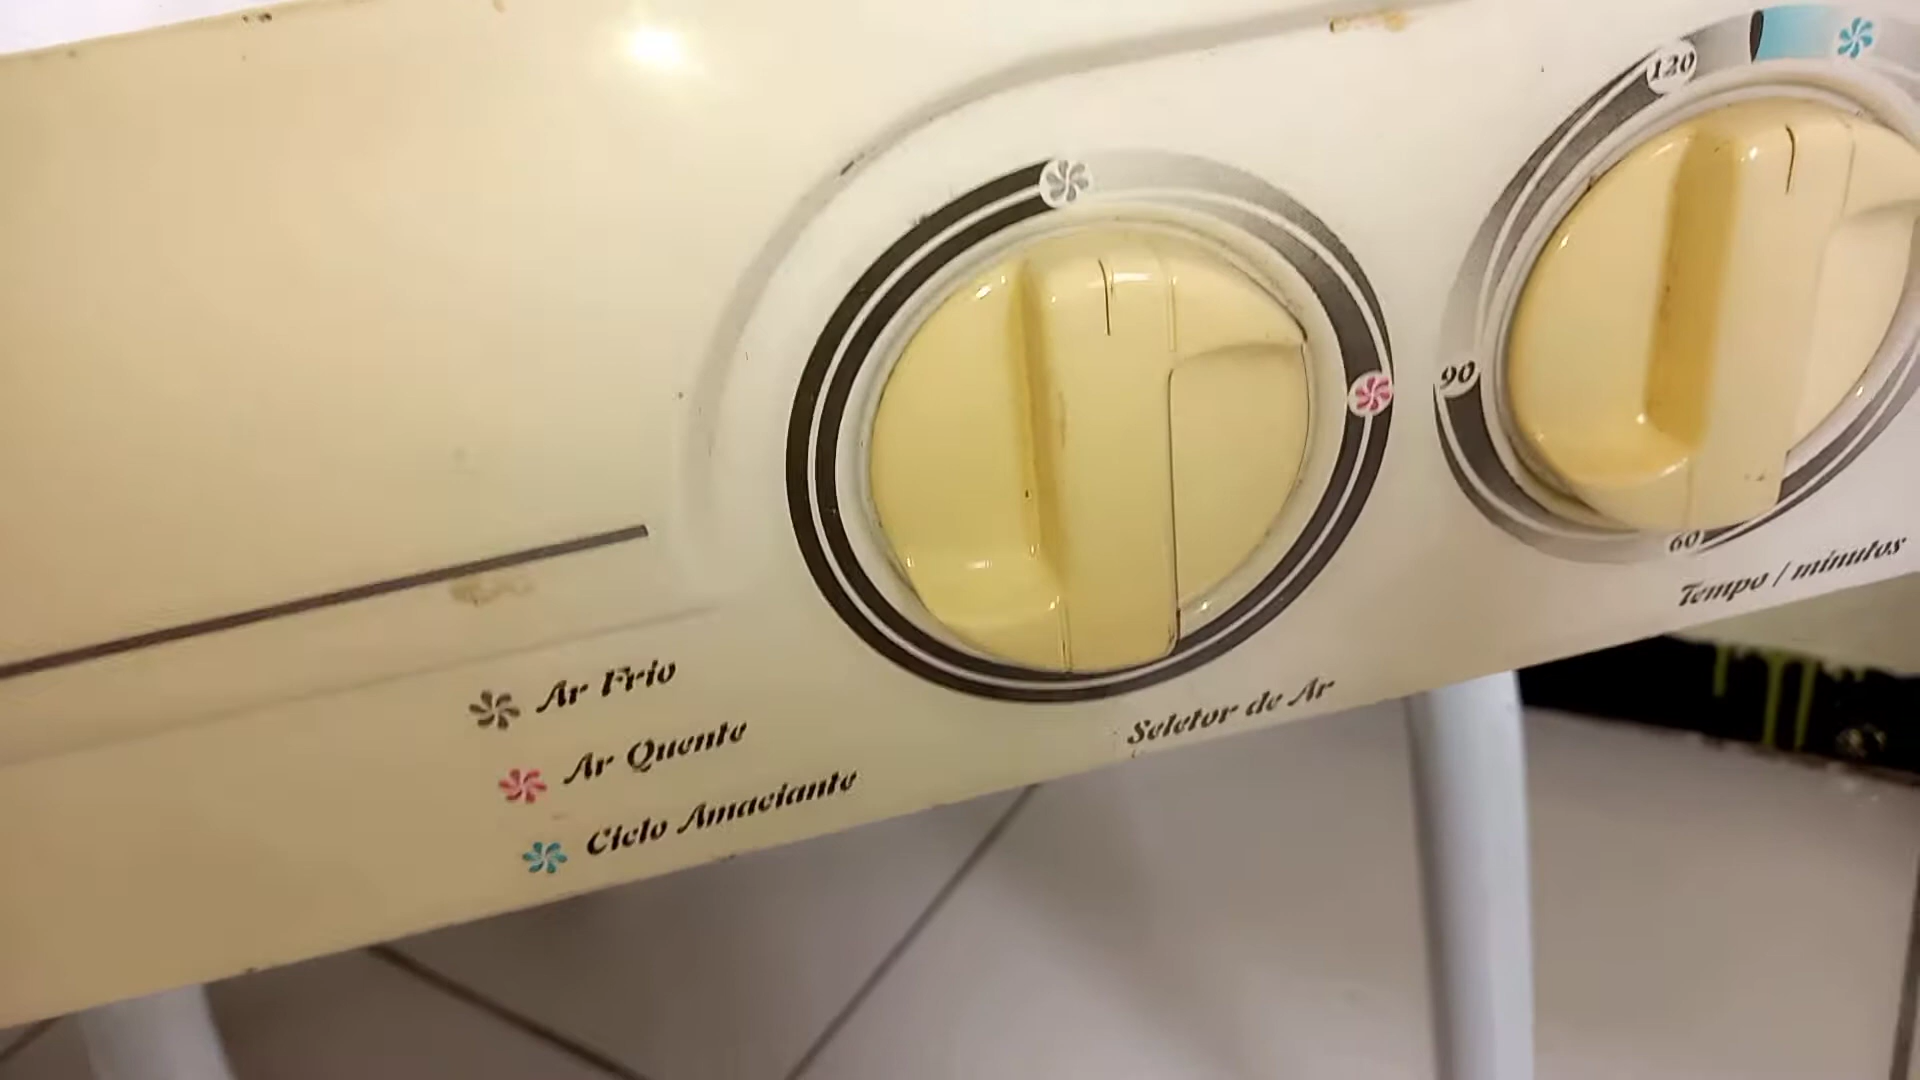 120
90
60
Tempo / minutos
Seletor de Ar
Ar Frio
Ar Quente
Ciclo Amaciante